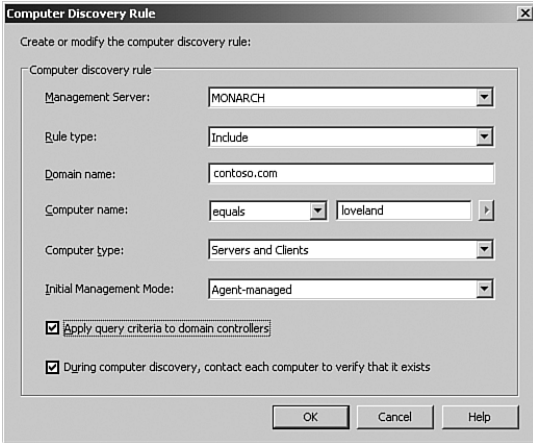 Computer Discovery Rule
Create or modify the computer discovery rule:
Computer discovery rule
Management Server: MONARCH
Rule type: Include
Domain name: contoso.com
Computer name: equals loveland
Computer type: Servers and Clients
Initial Management Mode: Agent-managed
Apply query criteria to domain controllers
During computer discovery, contact each computer to verify that it exists
OK Cancel Help